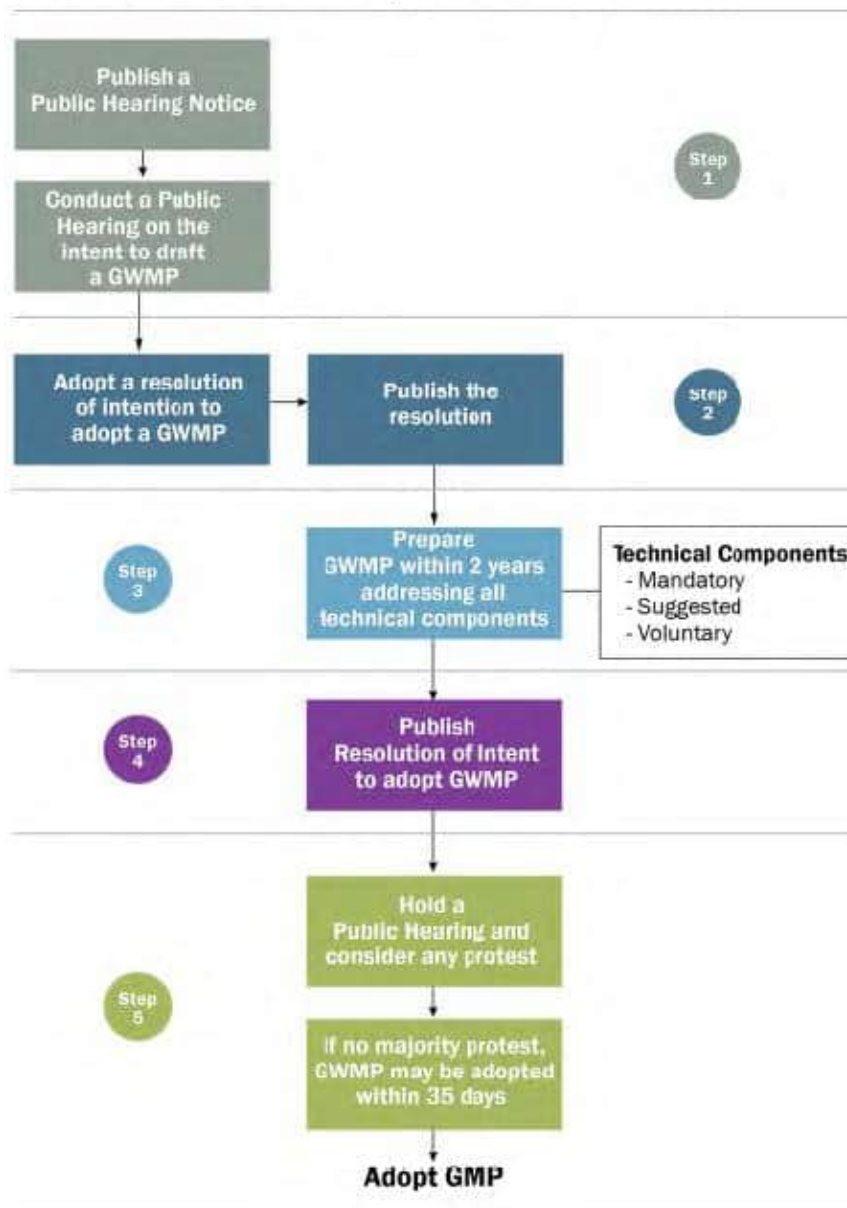 Publish a
Public Hearing Notice
Step
1
Conduct a Public
Hearing on the
intent to draft
a GWMP
Adopt a resolution
of intention to
adopt a GWMP
Publish the
resolution
Step
2
Step
3
Prepare
GWMP within 2 years
addressing all
technical components
Technical Components
- Mandatory
- Suggested
- Voluntary
Step
4
Publish
Resolution of Intent
to adopt GWMP
Hold a
Public Hearing and
consider any protest
Step
5
If no majority protest,
GWMP may be adopted
within 35 days
Adopt GMP